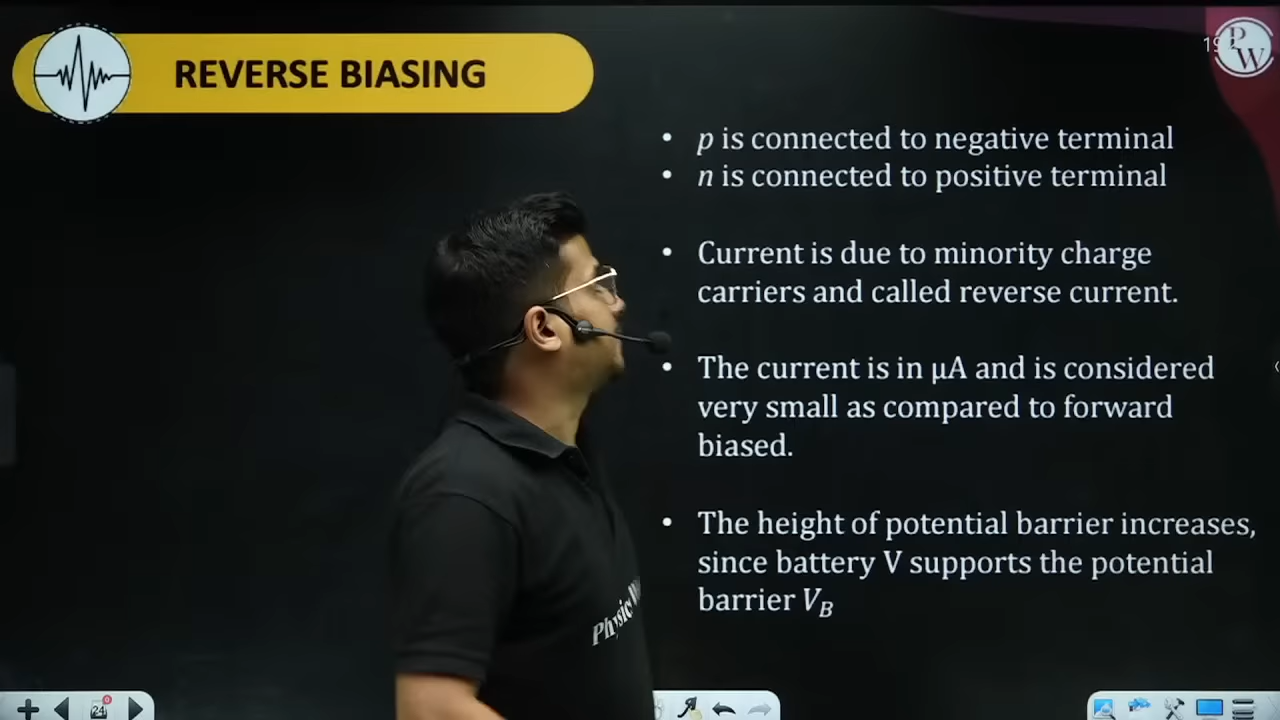 REVERSE BIASING
PW
• p is connected to negative terminal
• n is connected to positive terminal
• Current is due to minority charge
carriers and called reverse current.
• The current is in μA and is considered
very small as compared to forward
biased.
• The height of potential barrier increases,
since battery V supports the potential
barrier V_B
24